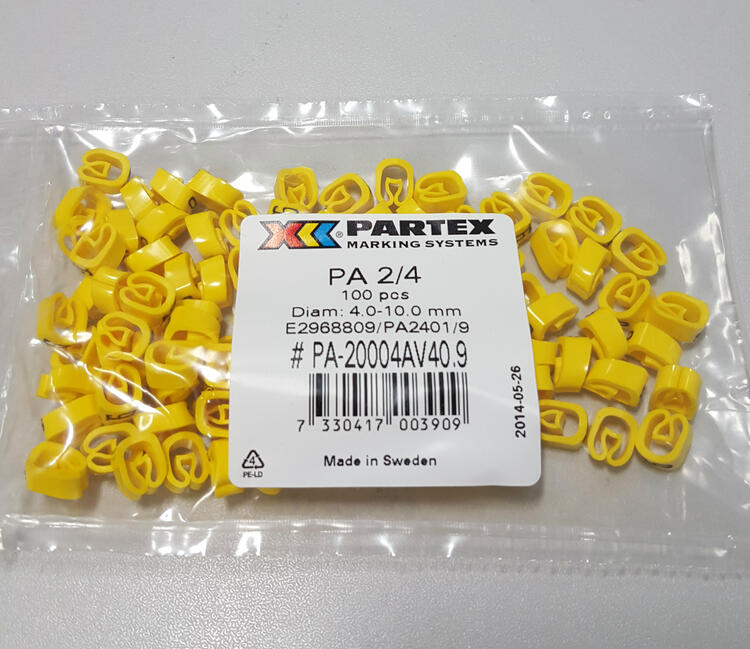 ® PARTEX
MARKING SYSTEMS
PA 2/4
100 pcs
Diam: 4.0-10.0 mm
E2968809/PA2401/9
# PA-20004AV40.9
7 330417 003909
2014-05-26
4
PE-LD
Made in Sweden